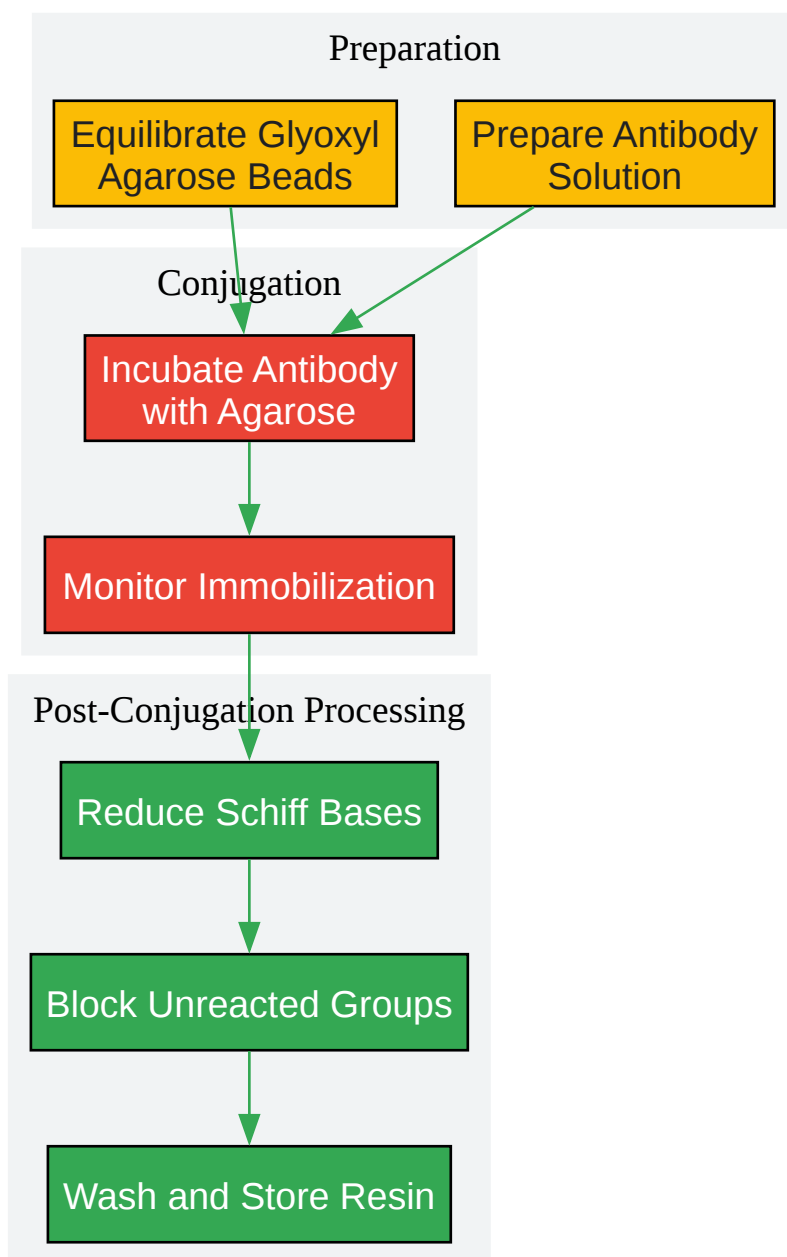 Preparation
Equilibrate Glyoxyl
Agarose Beads
Prepare Antibody
Solution
Conjugation
Incubate Antibody
with Agarose
Monitor Immobilization
Post-Conjugation Processing
Reduce Schiff Bases
Block Unreacted Groups
Wash and Store Resin